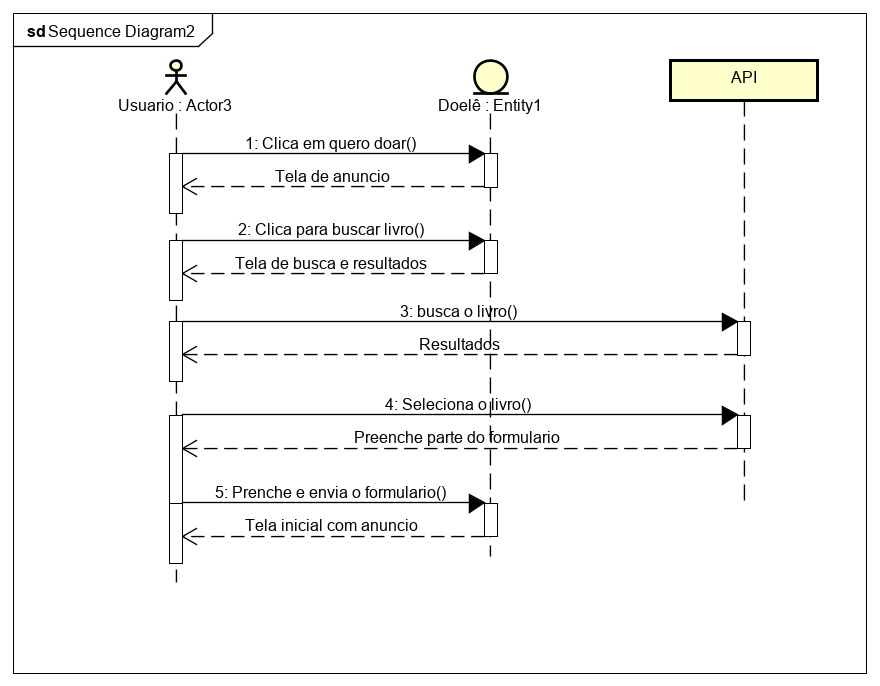 sd Sequence Diagram2
Usuario : Actor3
Doelê : Entity1
API
1: Clica em quero doar()
Tela de anuncio
2: Clica para buscar livro()
Tela de busca e resultados
3: busca o livro()
Resultados
4: Seleciona o livro()
Preenche parte do formulario
5: Prenche e envia o formulario()
Tela inicial com anuncio